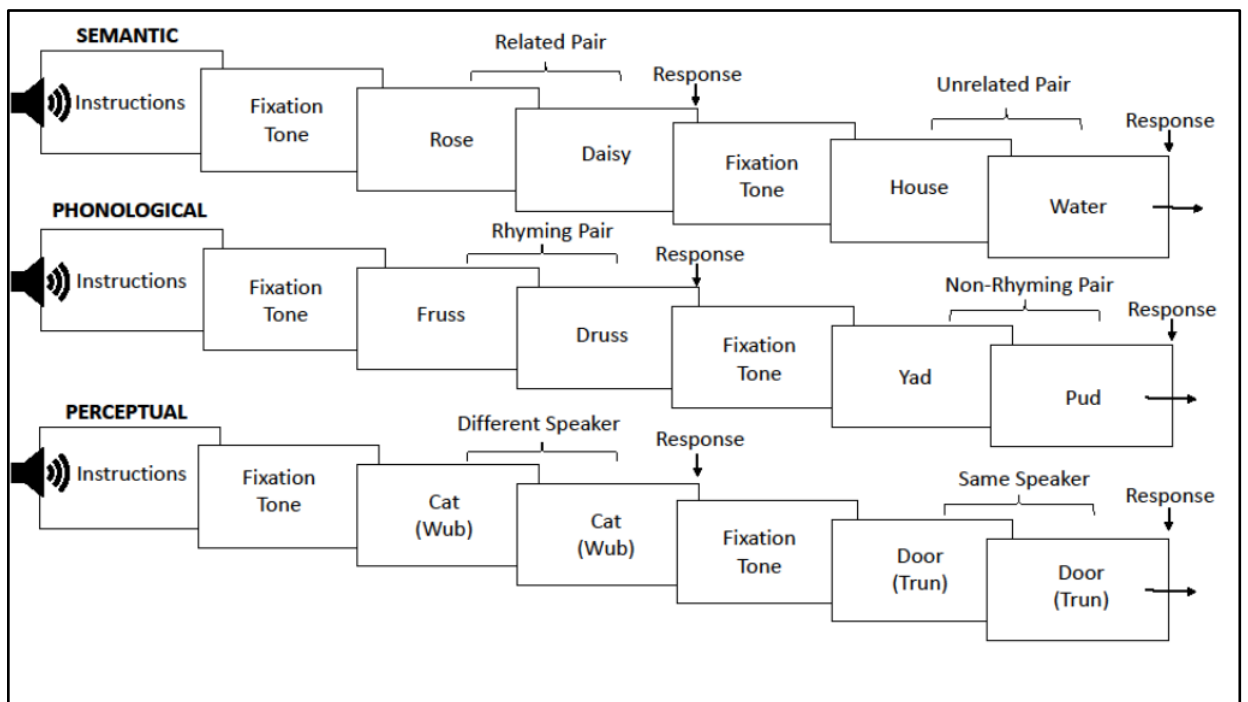 SEMANTIC
Instructions
Fixation
Tone
Rose
Related Pair
Daisy
Response
Fixation
Tone
House
Unrelated Pair
Water
Response
PHONOLOGICAL
Instructions
Fixation
Tone
Fruss
Rhyming Pair
Druss
Response
Fixation
Tone
Yad
Non-Rhyming Pair
Pud
Response
PERCEPTUAL
Instructions
Fixation
Tone
Cat
(Wub)
Different Speaker
Cat
(Wub)
Response
Fixation
Tone
Door
(Trun)
Same Speaker
Door
(Trun)
Response